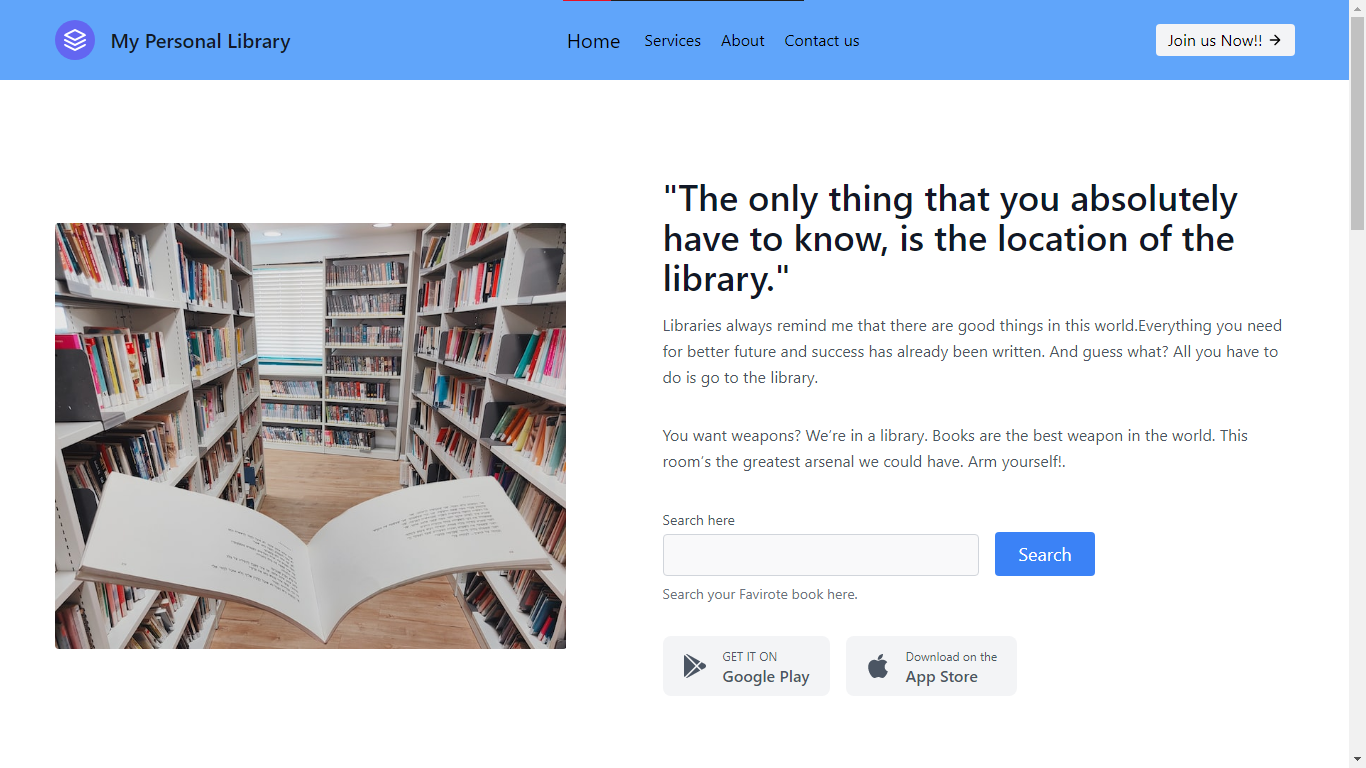 My Personal Library
Home Services About Contact us
Join us Now!! →
"The only thing that you absolutely
have to know, is the location of the
library."
Libraries always remind me that there are good things in this world.Everything you need
for better future and success has already been written. And guess what? All you have to
do is go to the library.
You want weapons? We’re in a library. Books are the best weapon in the world. This
room’s the greatest arsenal we could have. Arm yourself!.
Search here
Search
Search your Favirote book here.
GET IT ON
Google Play
Download on the
App Store